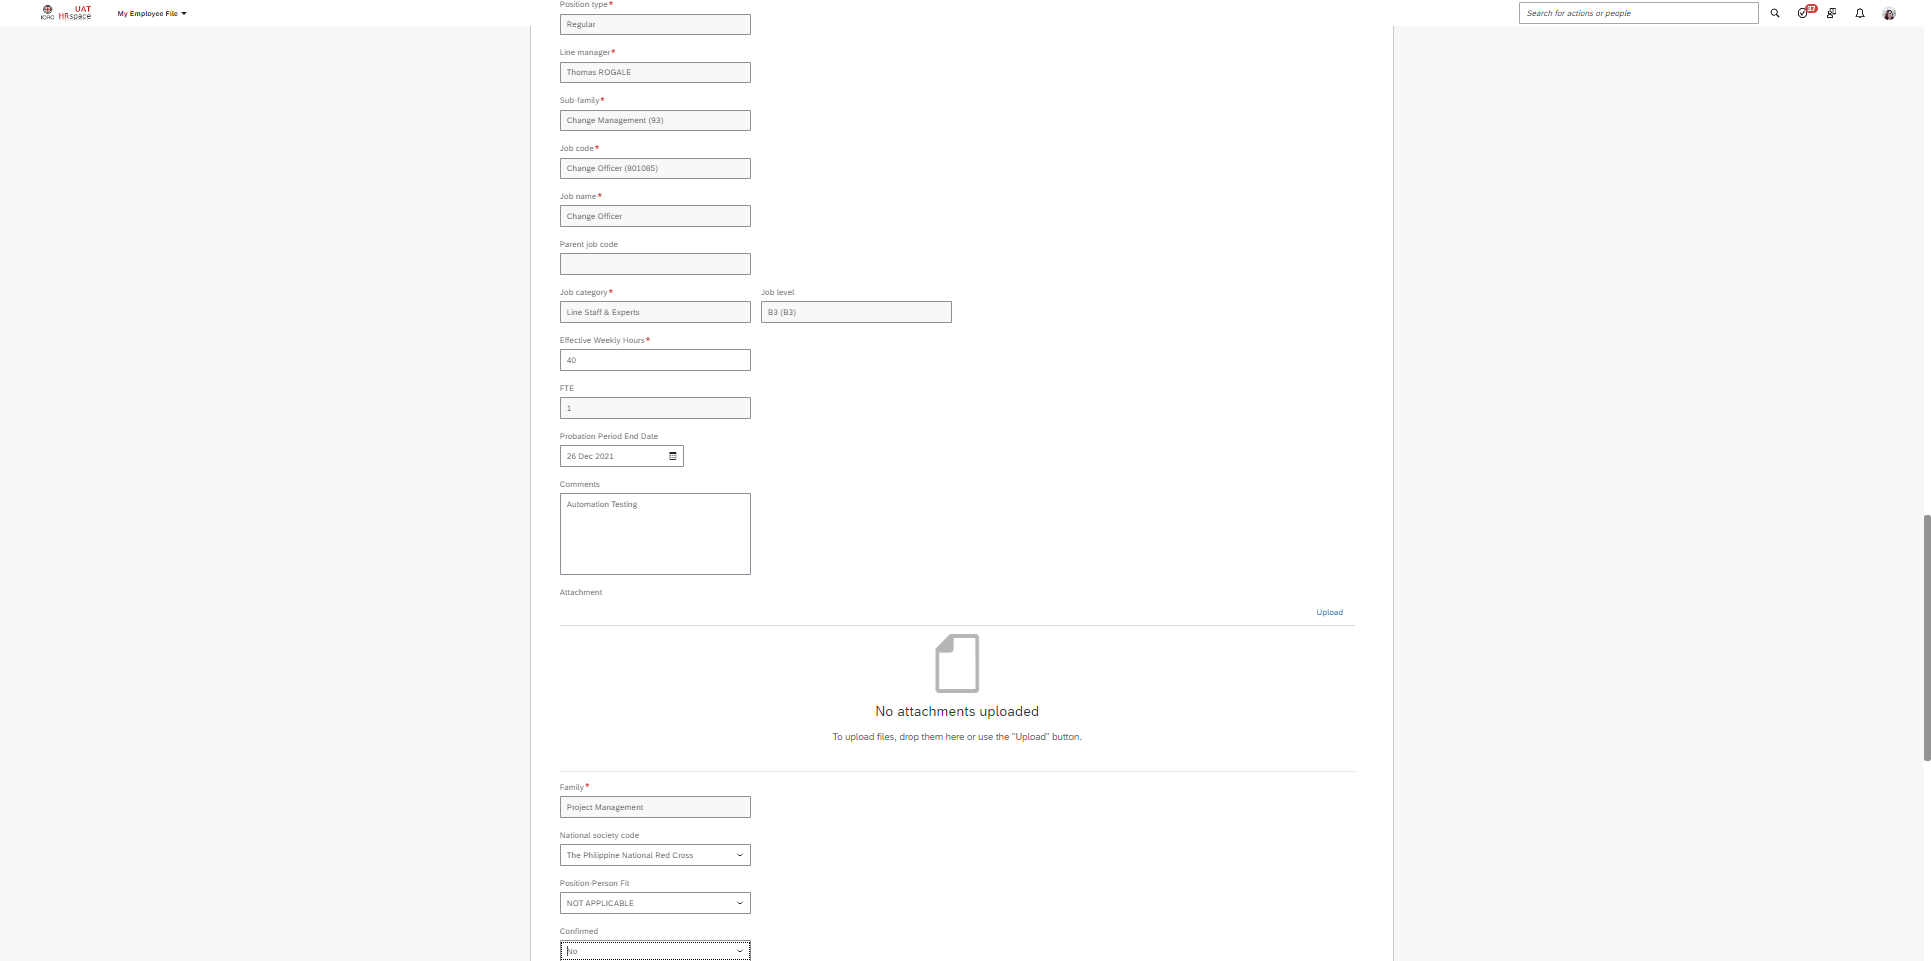 ICRC
UAT
HRspace
My Employee File
Search for actions or people
37
Position type*
Regular
Line manager*
Thomas ROGALE
Sub-family*
Change Management (93)
Job code*
Change Officer (801085)
Job name*
Change Officer
Parent job code
Job category*
Job level
Line Staff & Experts
B3 (B3)
Effective Weekly Hours*
40
FTE
1
Probation Period End Date
26 Dec 2021
Comments
Automation Testing
Attachment
Upload
No attachments uploaded
To upload files, drop them here or use the "Upload" button.
Family*
Project Management
National society code
The Philippine National Red Cross
Position-Person Fit
NOT APPLICABLE
Confirmed
No